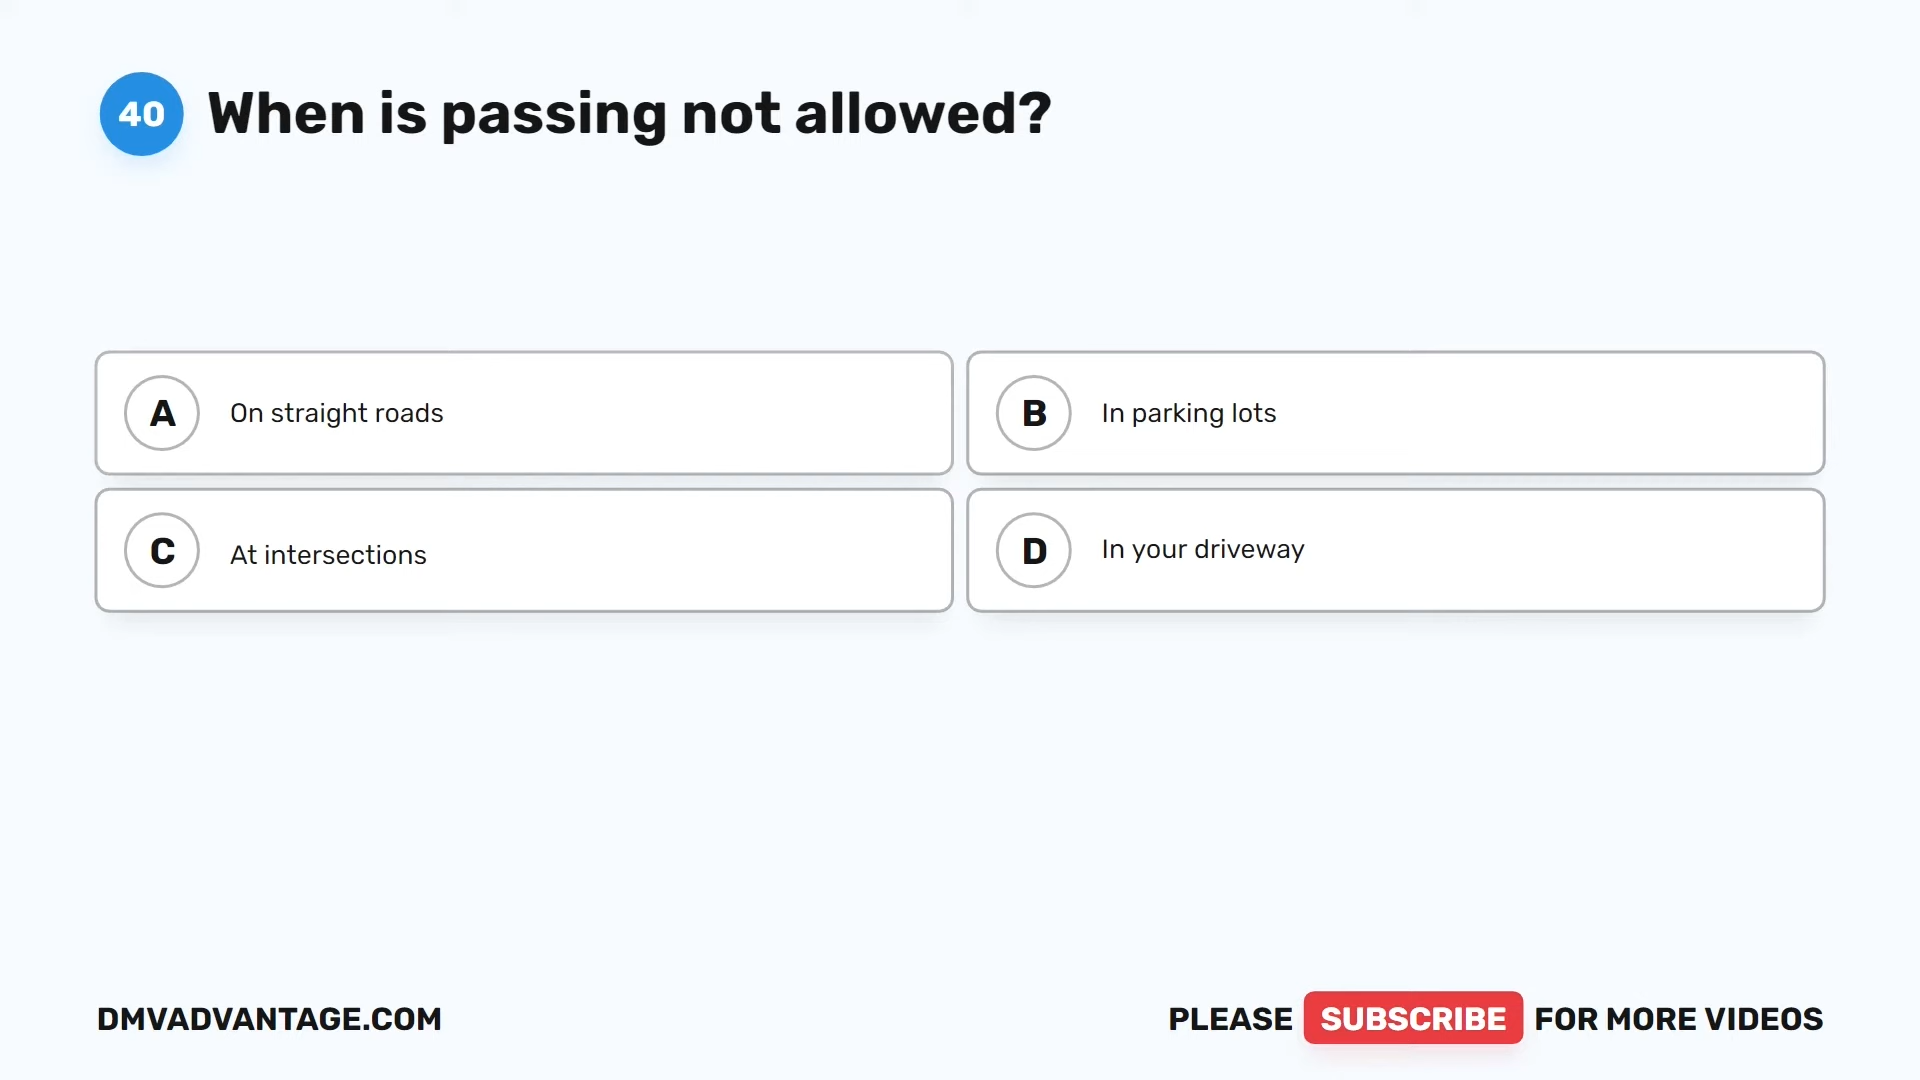 40 When is passing not allowed?
A On straight roads
B In parking lots
C At intersections
D In your driveway
DMVADVANTAGE.COM
PLEASE SUBSCRIBE FOR MORE VIDEOS